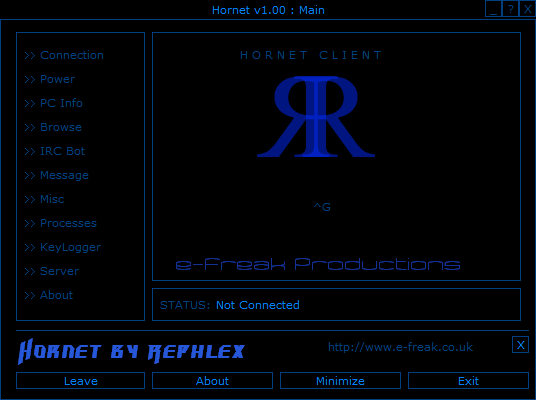 Hornet v1.00 : Main
_ ? X
HORNET CLIENT
>> Connection
>> Power
>> PC Info
>> Browse
>> IRC Bot
>> Message
>> Misc
>> Processes
>> KeyLogger
>> Server
>> About
RR
^G
e-Freak Productions
STATUS: Not Connected
Hornet by Rephlex
http://www.e-freak.co.uk
X
Leave
About
Minimize
Exit